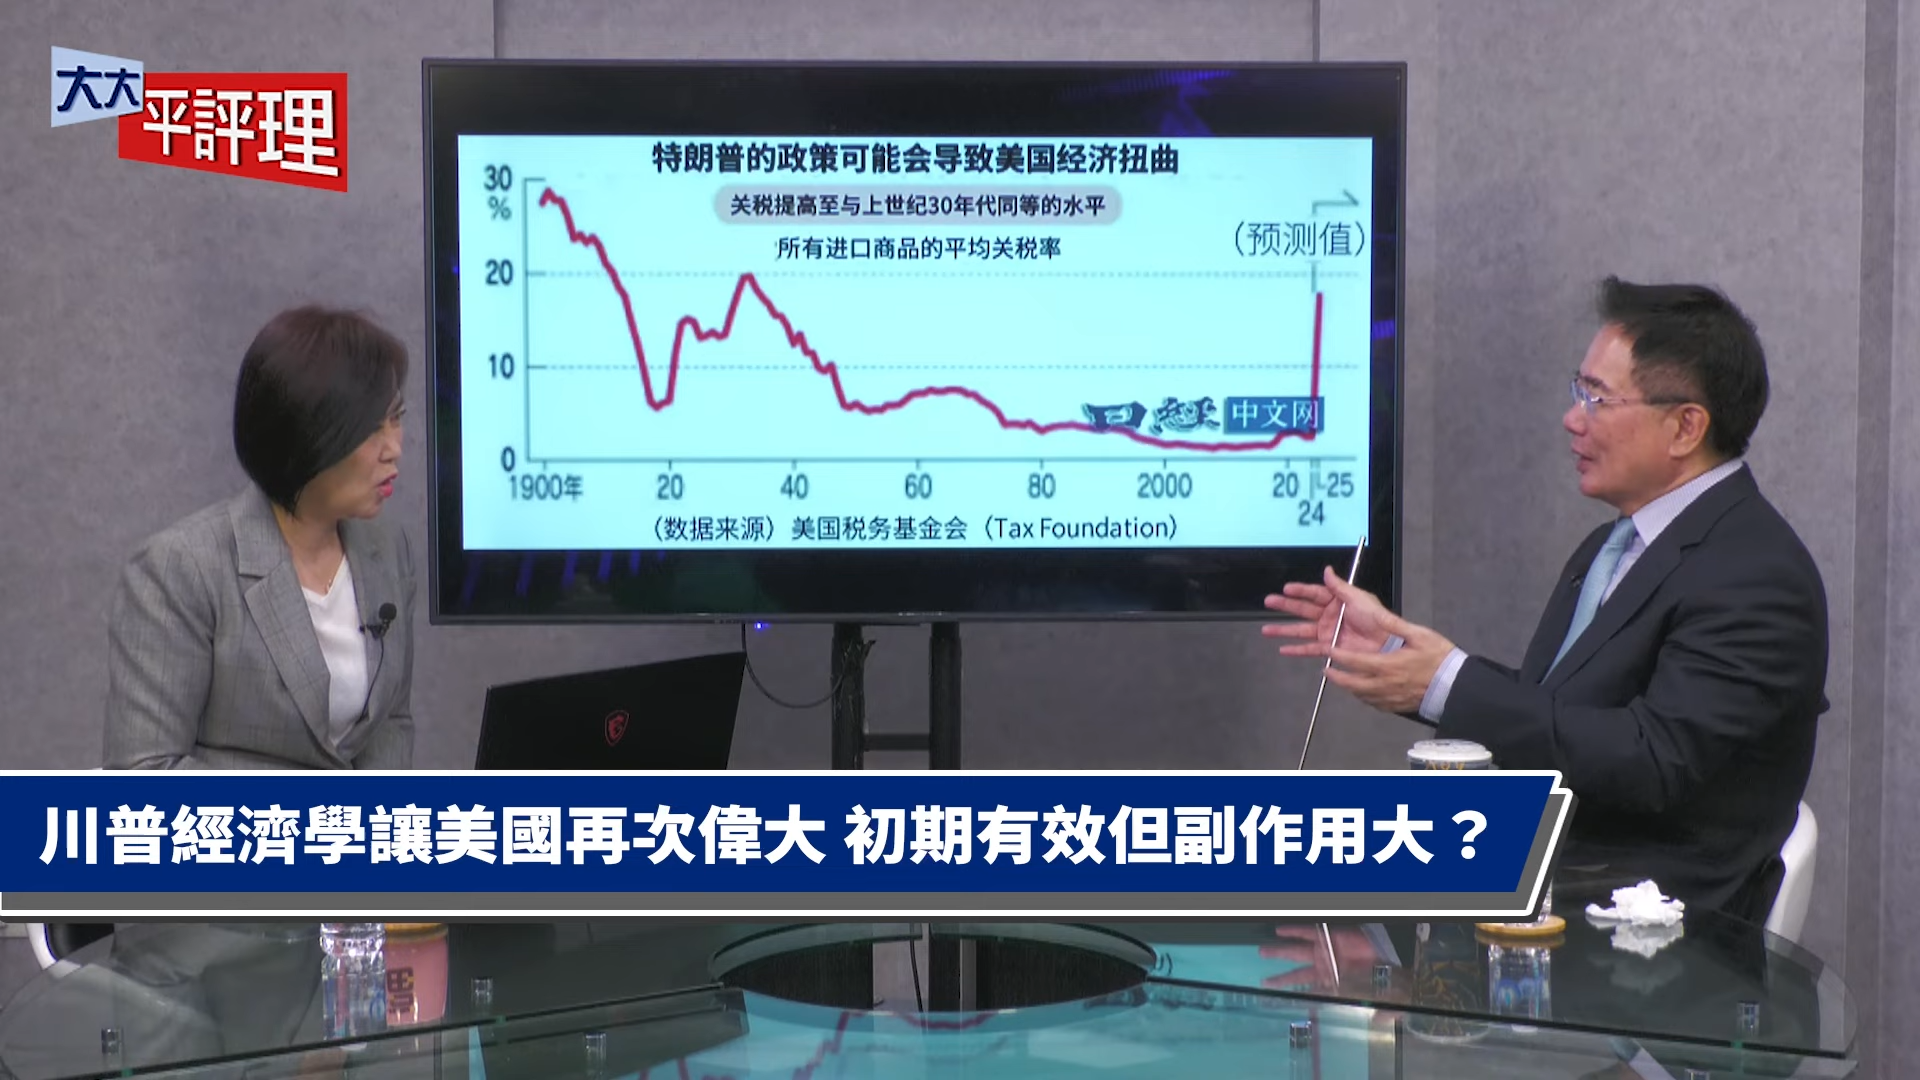 大大
平評理
特朗普的政策可能会导致美国经济扭曲
关税提高至与上世纪30年代同等的水平
所有进口商品的平均关税率
(预测值)
30
%
20
10
0
1900年 20 40 60 80 2000 20 25
24
日経 中文网
(数据来源)美国税务基金会(Tax Foundation)
川普經濟學讓美國再次偉大 初期有效但副作用大？